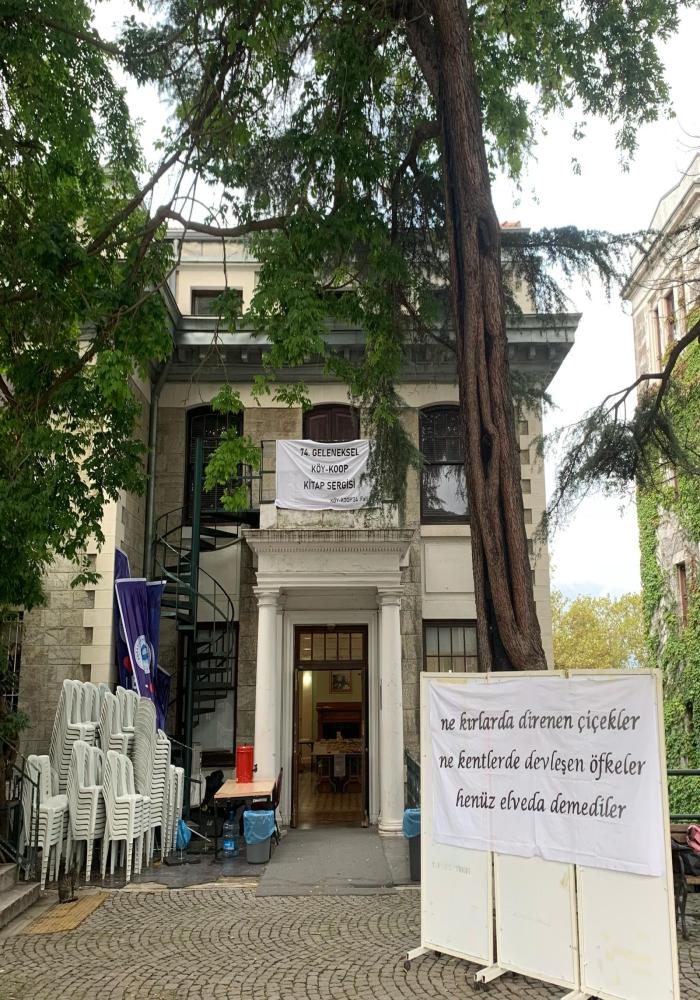 74. GELENEKSEL
KÖY-KOOP
KİTAP SERGİSİ
ne kırlarda direnen çiçekler
ne kentlerde devleşen öfkeler
henüz elveda demediler